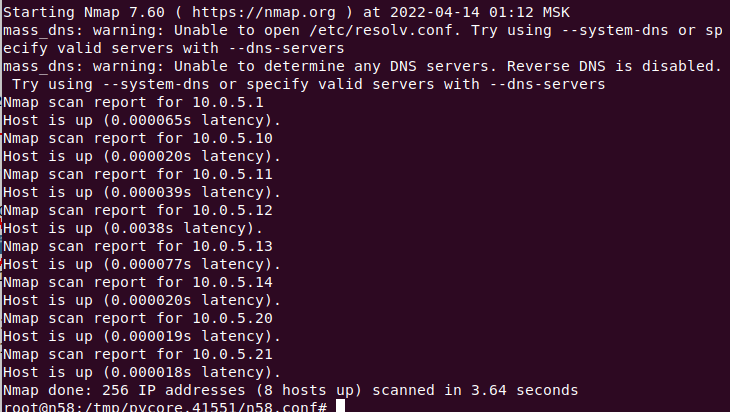 Starting Nmap 7.60 ( https://nmap.org ) at 2022-04-14 01:12 MSK
mass_dns: warning: Unable to open /etc/resolv.conf. Try using --system-dns or sp
ecify valid servers with --dns-servers
mass_dns: warning: Unable to determine any DNS servers. Reverse DNS is disabled.
 Try using --system-dns or specify valid servers with --dns-servers
Nmap scan report for 10.0.5.1
Host is up (0.000065s latency).
Nmap scan report for 10.0.5.10
Host is up (0.000020s latency).
Nmap scan report for 10.0.5.11
Host is up (0.000039s latency).
Nmap scan report for 10.0.5.12
Host is up (0.0038s latency).
Nmap scan report for 10.0.5.13
Host is up (0.000077s latency).
Nmap scan report for 10.0.5.14
Host is up (0.000020s latency).
Nmap scan report for 10.0.5.20
Host is up (0.000019s latency).
Nmap scan report for 10.0.5.21
Host is up (0.000018s latency).
Nmap done: 256 IP addresses (8 hosts up) scanned in 3.64 seconds
root@n58:/tmp/pycore.41551/n58.conf#